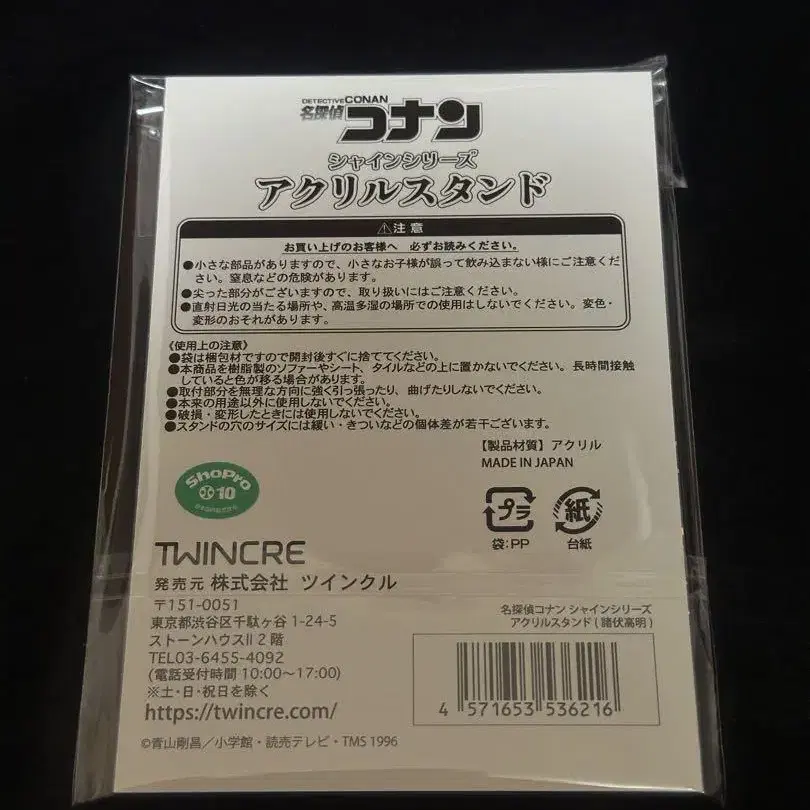 DETECTIVE CONAN
名探偵コナン
シャインシリーズ
アクリルスタンド
⚠注意
お買い上げのお客様へ 必ずお読みください。
●小さな部品がありますので、小さなお子様が誤って飲み込まない様にご注意くだ
さい。窒息などの危険があります。
●尖った部分がございますので、取り扱いにはご注意ください。
●直射日光の当たる場所や、高温多湿の場所での使用はしないでください。変色・
変形のおそれがあります。
《使用上の注意》
●袋は梱包材ですので開封後すぐに捨ててください。
●本商品を樹脂製のソファーやシート、タイルなどの上に置かないでください。長時間接触
していると色が移る場合があります。
●取付部分を無理な方向に強く引っ張ったり、曲げたりしないでください。
●本来の用途以外に使用しないでください。
●破損・変形したときには使用しないでください。
●スタンドの穴のサイズには緩い・きついなどの個体差が若干ございます。
【製品材質】アクリル
MADE IN JAPAN
ShoPro
10
プラ
袋:PP
紙
台紙
TWINCRE
発売元 株式会社 ツインクル
〒151-0051
東京都渋谷区千駄ヶ谷 1-24-5
ストーンハウスII 2階
TEL03-6455-4092
(電話受付時間 10:00～17:00)
※土・日・祝日を除く
https://twincre.com/
名探偵コナン シャインシリーズ
アクリルスタンド(諸伏高明)
4 571653 536216
©青山剛昌／小学館・読売テレビ・TMS 1996